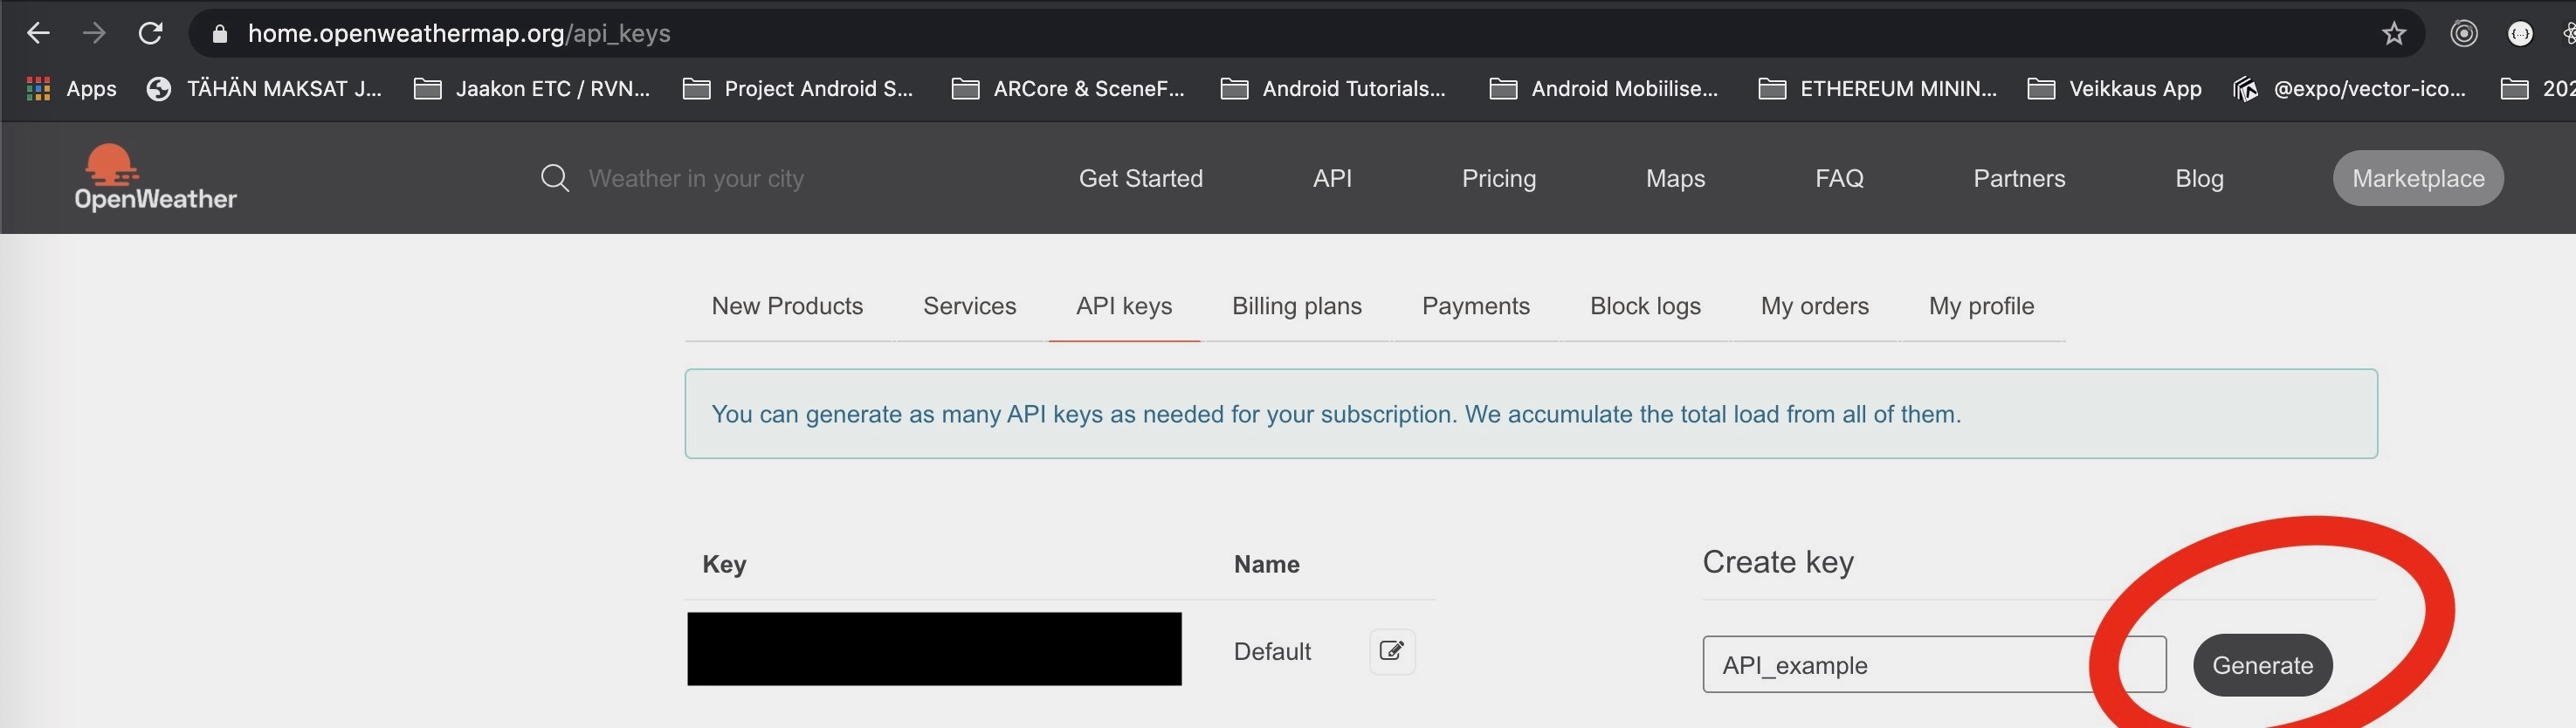 home.openweathermap.org/api_keys
Apps TÄHÄN MAKSAT J... Jaakon ETC / RVN... Project Android S... ARCore & SceneF... Android Tutorials... Android Mobiilise... ETHEREUM MININ... Veikkaus App @expo/vector-ico... 202
OpenWeather Weather in your city Get Started API Pricing Maps FAQ Partners Blog Marketplace
New Products Services API keys Billing plans Payments Block logs My orders My profile
You can generate as many API keys as needed for your subscription. We accumulate the total load from all of them.
Key Name Create key
Default API_example Generate